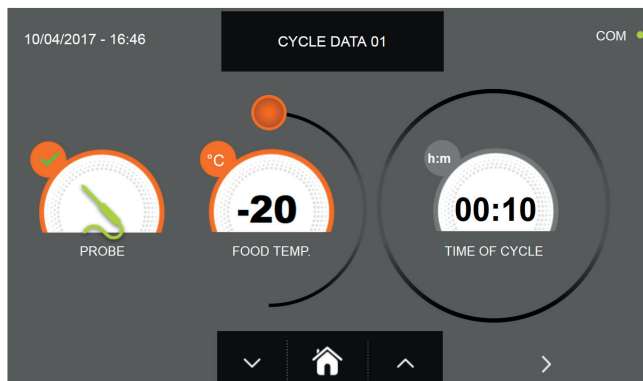 10/04/2017 - 16:46
CYCLE DATA 01
COM
°C
h:m
-20
00:10
PROBE
FOOD TEMP.
TIME OF CYCLE